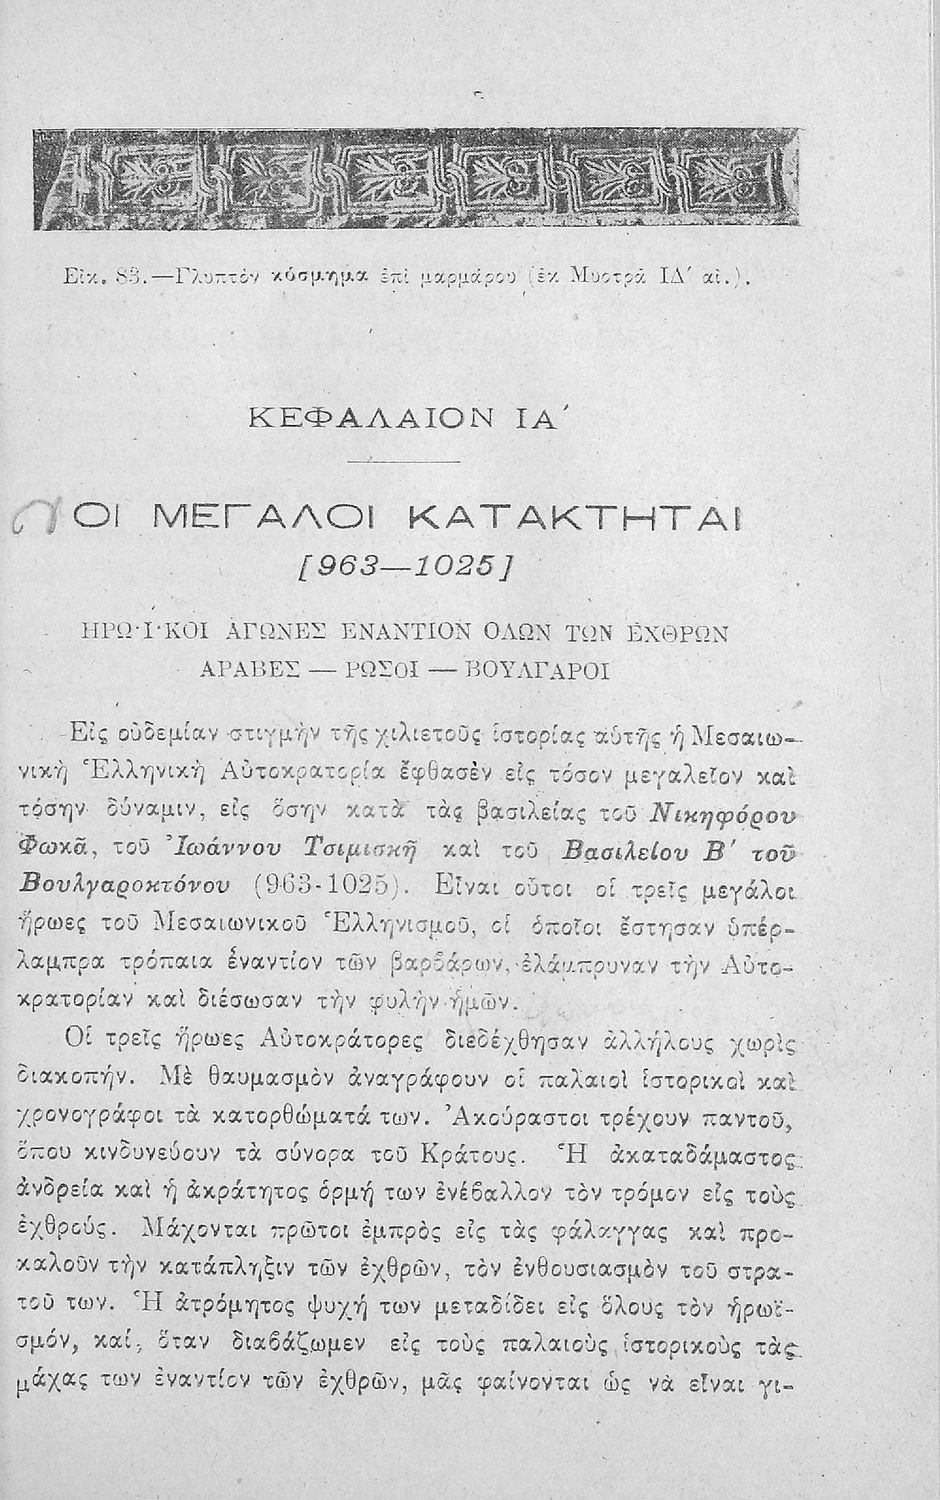 Εἰκ. 83.—Γλυπτὸν κόσμημα ἐπὶ μαρμάρου (ἐκ Μυστρᾶ ΙΔ΄ αἰ.).
ΚΕΦΑΛΑΙΟΝ ΙΑ΄
ΟΙ ΜΕΓΑΛΟΙ ΚΑΤΑΚΤΗΤΑΙ
[963—1025]
ΗΡΩ·Ι·ΚΟΙ ΑΓΩΝΕΣ ΕΝΑΝΤΙΟΝ ΟΛΩΝ ΤΩΝ ΕΧΘΡΩΝ
ΑΡΑΒΕΣ — ΡΩΣΟΙ — ΒΟΥΛΓΑΡΟΙ
Εἰς οὐδεμίαν στιγμὴν τῆς χιλιετοῦς ἱστορίας αὐτῆς ἡ Μεσαιω-
νικὴ Ἑλληνικὴ Αὐτοκρατορία ἔφθασεν εἰς τόσον μεγαλεῖον καὶ
τόσην δύναμιν, εἰς ὅσην κατὰ τὰς βασιλείας τοῦ Νικηφόρου
Φωκᾶ, τοῦ Ἰωάννου Τσιμισκῆ καὶ τοῦ Βασιλείου Β΄ τοῦ
Βουλγαροκτόνου (963-1025). Εἶναι οὗτοι οἱ τρεῖς μεγάλοι
ἥρωες τοῦ Μεσαιωνικοῦ Ἑλληνισμοῦ, οἱ ὁποῖοι ἔστησαν ὑπέρ-
λαμπρα τρόπαια ἐναντίον τῶν βαρβάρων, ἐλάμπρυναν τὴν Αὐτο-
κρατορίαν καὶ διέσωσαν τὴν φυλὴν ἡμῶν.
Οἱ τρεῖς ἥρωες Αὐτοκράτορες διεδέχθησαν ἀλλήλους χωρὶς
διακοπήν. Μὲ θαυμασμὸν ἀναγράφουν οἱ παλαιοὶ ἱστορικοὶ καὶ
χρονογράφοι τὰ κατορθώματά των. Ἀκούραστοι τρέχουν παντοῦ,
ὅπου κινδυνεύουν τὰ σύνορα τοῦ Κράτους. Ἡ ἀκαταδάμαστος
ἀνδρεία καὶ ἡ ἀκράτητος ὁρμή των ἐνέβαλλον τὸν τρόμον εἰς τοὺς
ἐχθρούς. Μάχονται πρῶτοι ἐμπρὸς εἰς τὰς φάλαγγας καὶ προ-
καλοῦν τὴν κατάπληξιν τῶν ἐχθρῶν, τὸν ἐνθουσιασμὸν τοῦ στρα-
τοῦ των. Ἡ ἀτρόμητος ψυχή των μεταδίδει εἰς ὅλους τὸν ἡρωϊ-
σμόν, καί, ὅταν διαβάζωμεν εἰς τοὺς παλαιοὺς ἱστορικοὺς τὰς
μάχας των ἐναντίον τῶν ἐχθρῶν, μᾶς φαίνονται ὡς νὰ εἶναι γι-